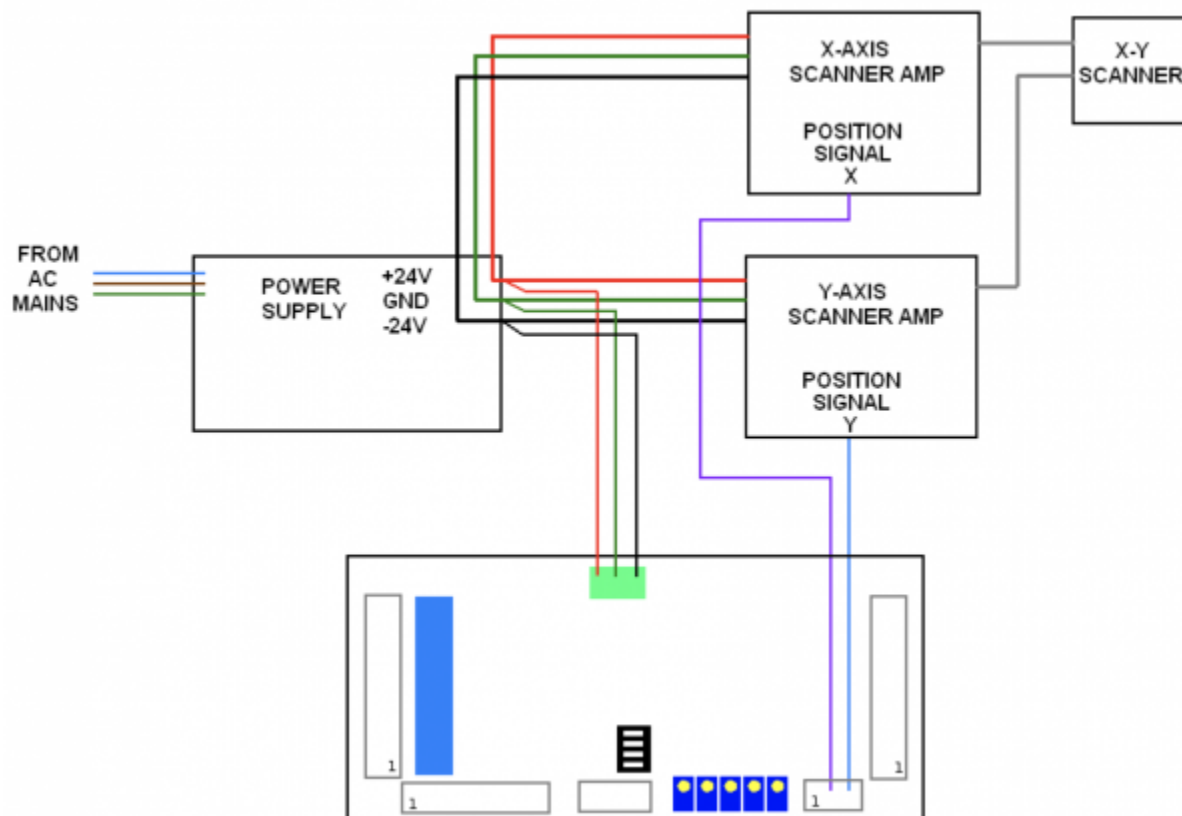 X-AXIS
SCANNER AMP
POSITION
SIGNAL
X
X-Y
SCANNER
FROM
AC
MAINS
POWER
SUPPLY
+24V
GND
-24V
Y-AXIS
SCANNER AMP
POSITION
SIGNAL
Y
1
1
1
1